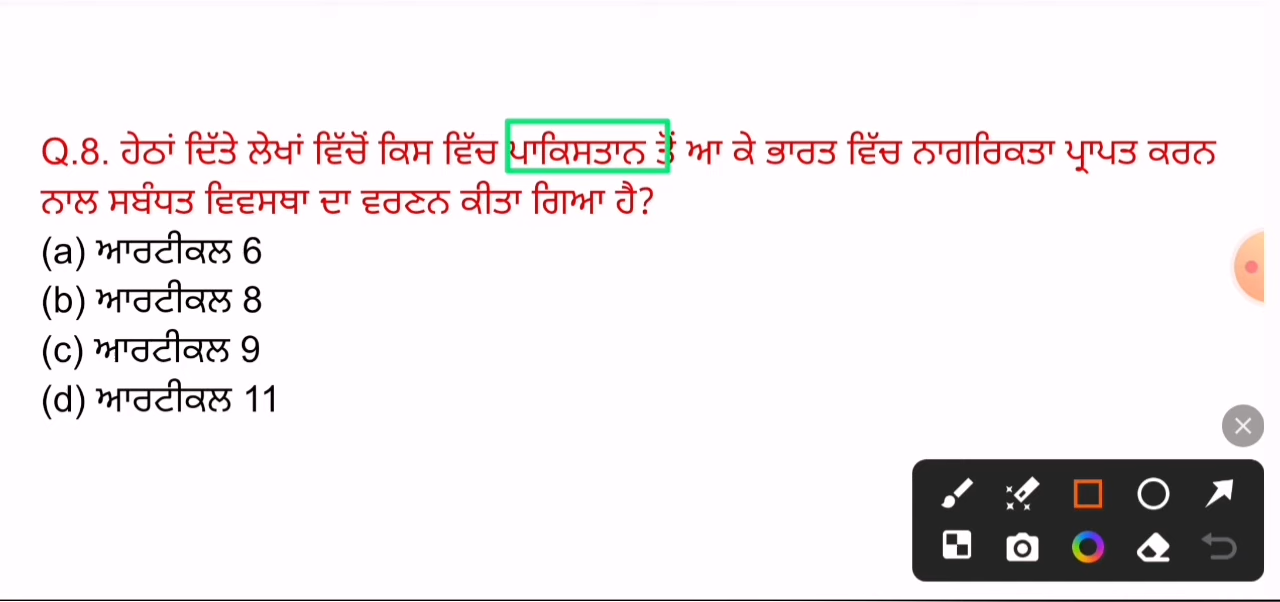 Q.8. ਹੇਠਾਂ ਦਿੱਤੇ ਲੇਖਾਂ ਵਿੱਚੋਂ ਕਿਸ ਵਿੱਚ ਪਾਕਿਸਤਾਨ ਤੋਂ ਆ ਕੇ ਭਾਰਤ ਵਿੱਚ ਨਾਗਰਿਕਤਾ ਪ੍ਰਾਪਤ ਕਰਨ
ਨਾਲ ਸਬੰਧਤ ਵਿਵਸਥਾ ਦਾ ਵਰਣਨ ਕੀਤਾ ਗਿਆ ਹੈ?
(a) ਆਰਟੀਕਲ 6
(b) ਆਰਟੀਕਲ 8
(c) ਆਰਟੀਕਲ 9
(d) ਆਰਟੀਕਲ 11